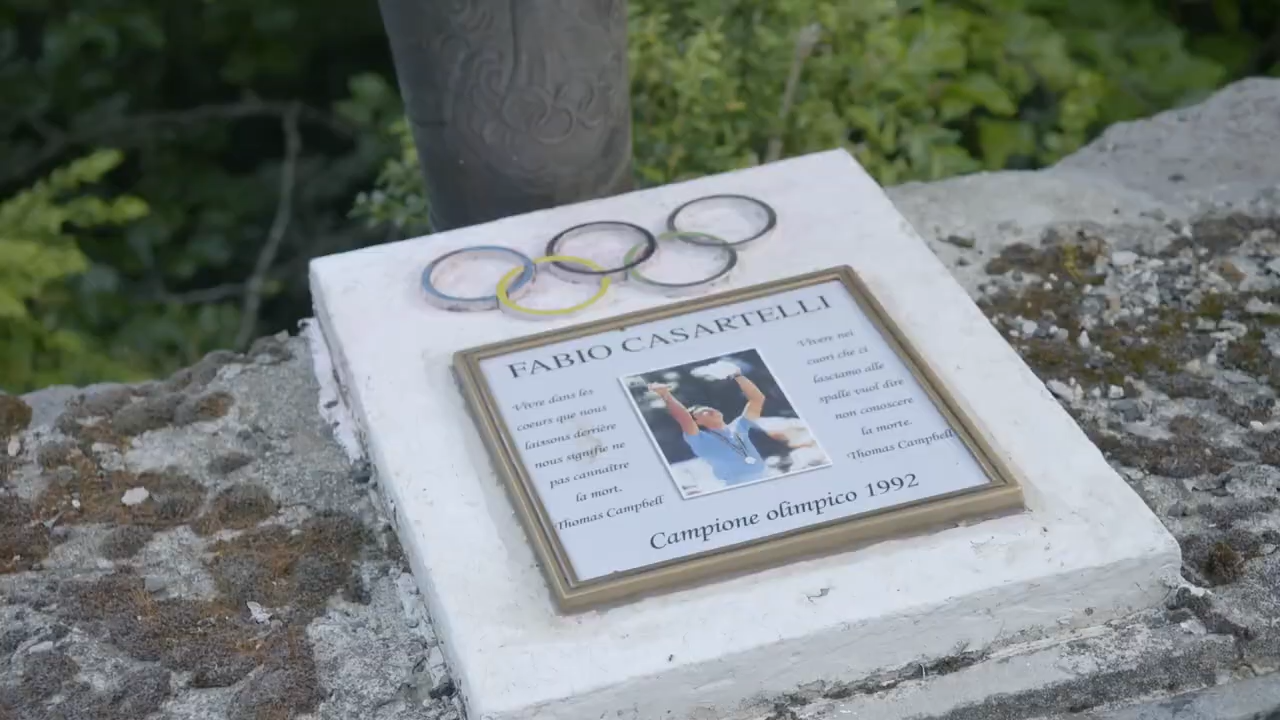 FABIO CASARTELLI
Vivre dans les
coeurs que nous
laissons derrière
nous signifie ne
pas cannaître
la mort.
Thomas Campbell
Vivere nei
cuori che ci
lasciamo alle
spalle vuol dire
non conoscere
la morte.
Thomas Campbell
Campione olimpico 1992